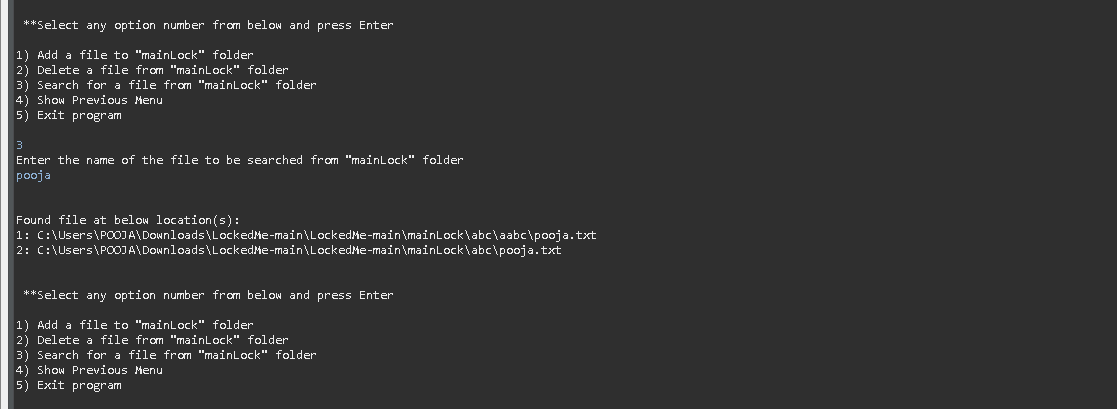 **Select any option number from below and press Enter
1) Add a file to "mainLock" folder
2) Delete a file from "mainLock" folder
3) Search for a file from "mainLock" folder
4) Show Previous Menu
5) Exit program
3
Enter the name of the file to be searched from "mainLock" folder
pooja
Found file at below location(s):
1: C:\Users\POOJA\Downloads\LockedMe-main\LockedMe-main\mainLock\abc\aabc\pooja.txt
2: C:\Users\POOJA\Downloads\LockedMe-main\LockedMe-main\mainLock\abc\pooja.txt
**Select any option number from below and press Enter
1) Add a file to "mainLock" folder
2) Delete a file from "mainLock" folder
3) Search for a file from "mainLock" folder
4) Show Previous Menu
5) Exit program